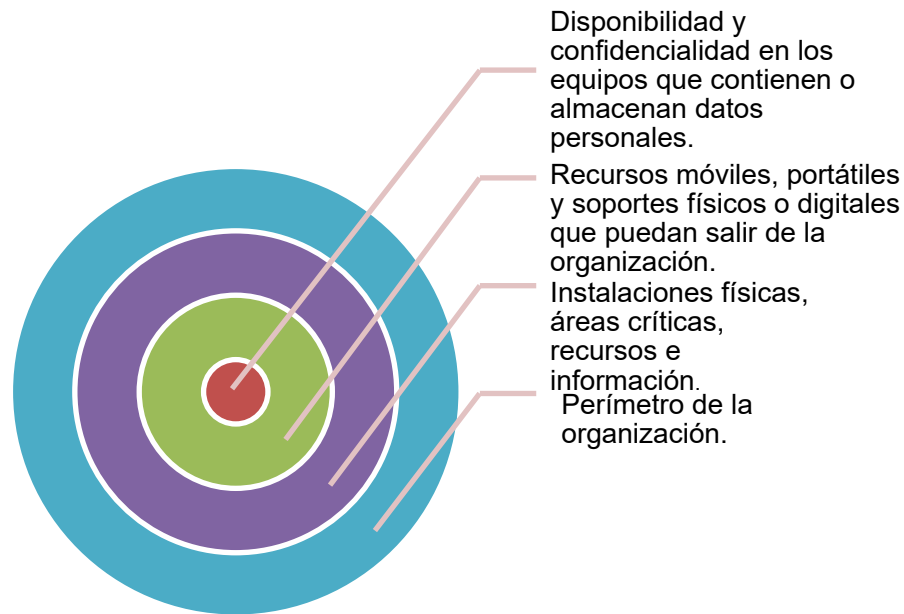 Disponibilidad y
confidencialidad en los
equipos que contienen o
almacenan datos
personales.
Recursos móviles, portátiles
y soportes físicos o digitales
que puedan salir de la
organización.
Instalaciones físicas,
áreas críticas,
recursos e
información.
Perímetro de la
organización.